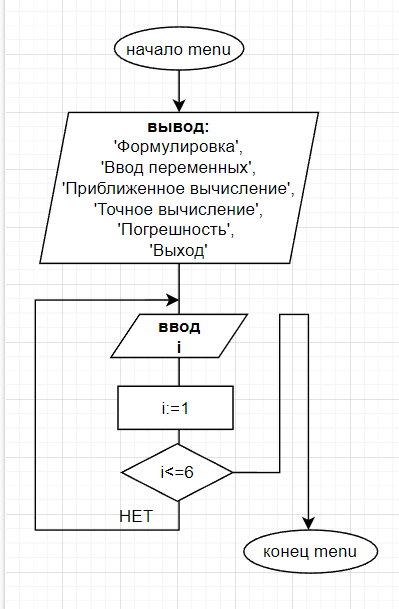 начало menu
вывод:
'Формулировка',
'Ввод переменных',
'Приближенное вычисление',
'Точное вычисление',
'Погрешность',
'Выход'
ввод
i
i:=1
i<=6
НЕТ
конец menu